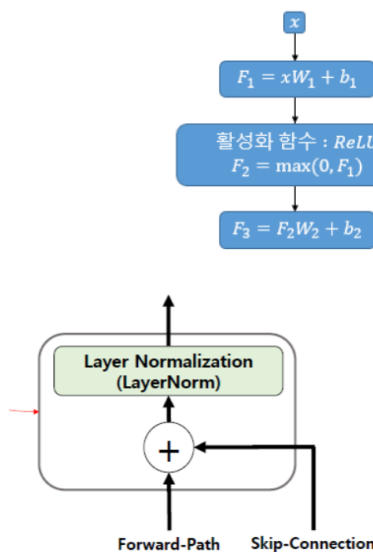 x
F₁ = xW₁ + b₁
활성화 함수 : ReLU
F₂ = max(0, F₁)
F₃ = F₂W₂ + b₂
Layer Normalization
(LayerNorm)
+
Forward-Path Skip-Connection